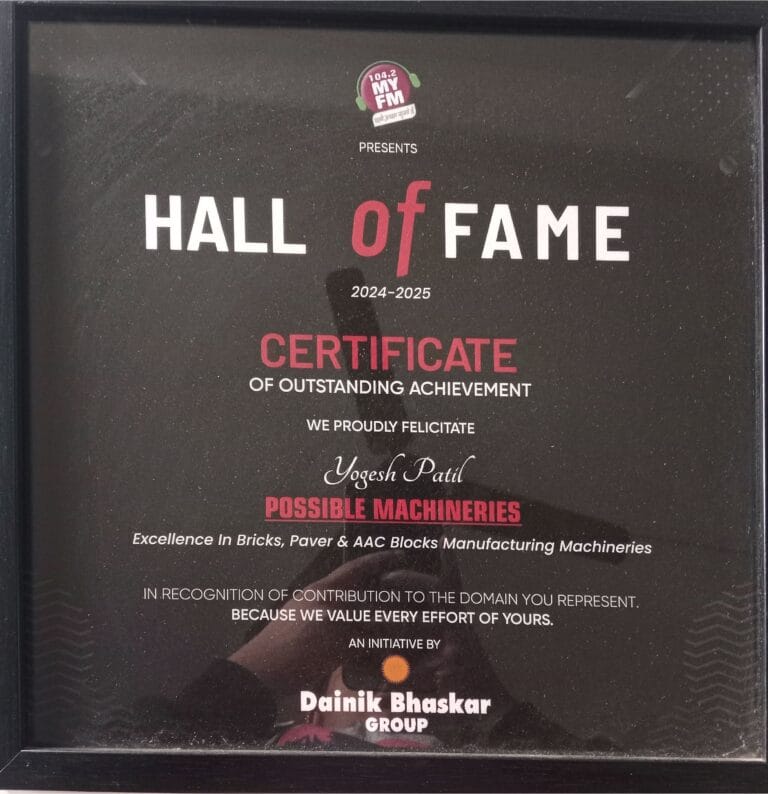 104.2
MY
FM
PRESENTS
HALL of FAME
2024-2025
CERTIFICATE
OF OUTSTANDING ACHIEVEMENT
WE PROUDLY FELICITATE
Yogesh Patil
POSSIBLE MACHINERIES
Excellence In Bricks, Paver & AAC Blocks Manufacturing Machineries
IN RECOGNITION OF CONTRIBUTION TO THE DOMAIN YOU REPRESENT.
BECAUSE WE VALUE EVERY EFFORT OF YOURS.
AN INITIATIVE BY
Dainik Bhaskar
GROUP